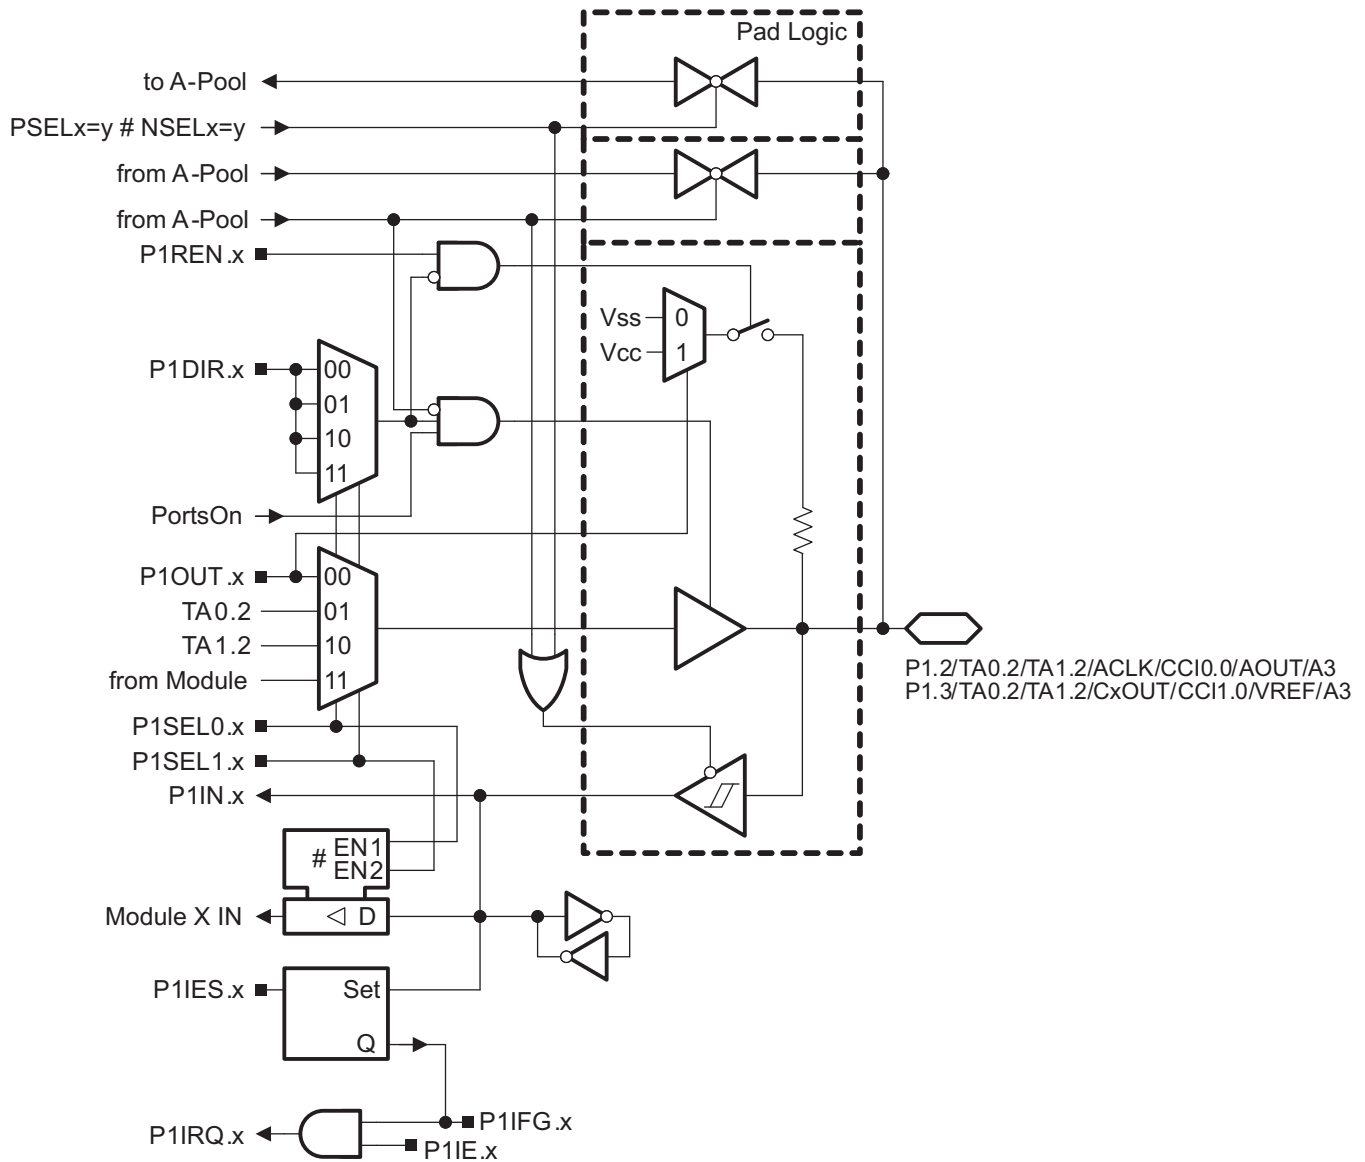 Pad Logic
to A-Pool
PSELx=y # NSELx=y
from A-Pool
from A-Pool
P1REN.x
Vss 0
Vcc 1
P1DIR.x 00
01
10
11
PortsOn
P1OUT.x 00
TA0.2 01
TA1.2 10
from Module 11
P1.2/TA0.2/TA1.2/ACLK/CCI0.0/AOUT/A3
P1.3/TA0.2/TA1.2/CxOUT/CCI1.0/VREF/A3
P1SEL0.x
P1SEL1.x
P1IN.x
# EN1
EN2
Module X IN D
P1IES.x Set
Q
P1IFG.x
P1IRQ.x
P1IE.x